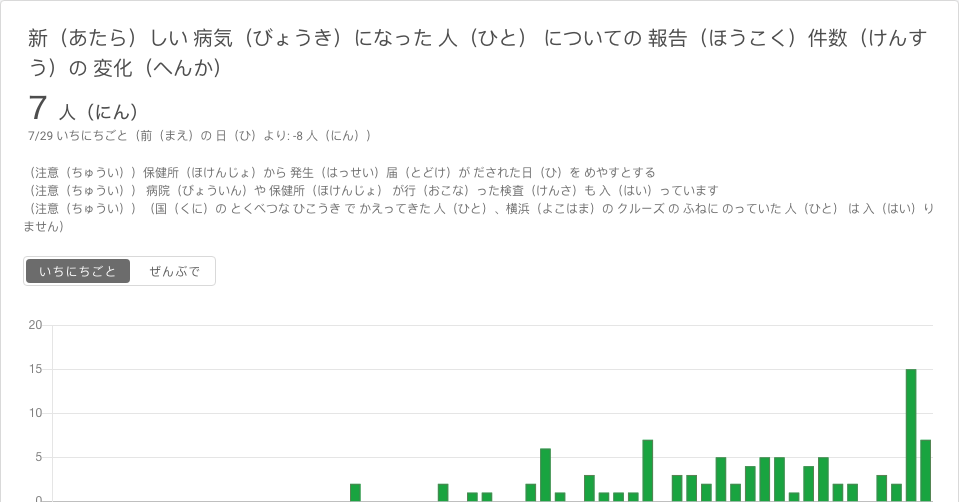 新（あたら）しい 病気（びょうき）になった 人（ひと） についての 報告（ほうこく）件数（けんす
う）の 変化（へんか）
7 人（にん）
7/29 いちにちごと（前（まえ）の 日（ひ）より: -8 人（にん））
（注意（ちゅうい））保健所（ほけんじょ）から 発生（はっせい）届（とどけ）が だされた日（ひ）を めやすとする
（注意（ちゅうい）） 病院（びょういん）や 保健所（ほけんじょ） が行（おこな）った検査（けんさ）も 入（はい）っています
（注意（ちゅうい））（国（くに）の とくべつな ひこうき で かえってきた 人（ひと）、横浜（よこはま）の クルーズ の ふねに のっていた 人（ひと） は 入（はい）り
ません）
いちにちごと ぜんぶで
20
15
10
5
0